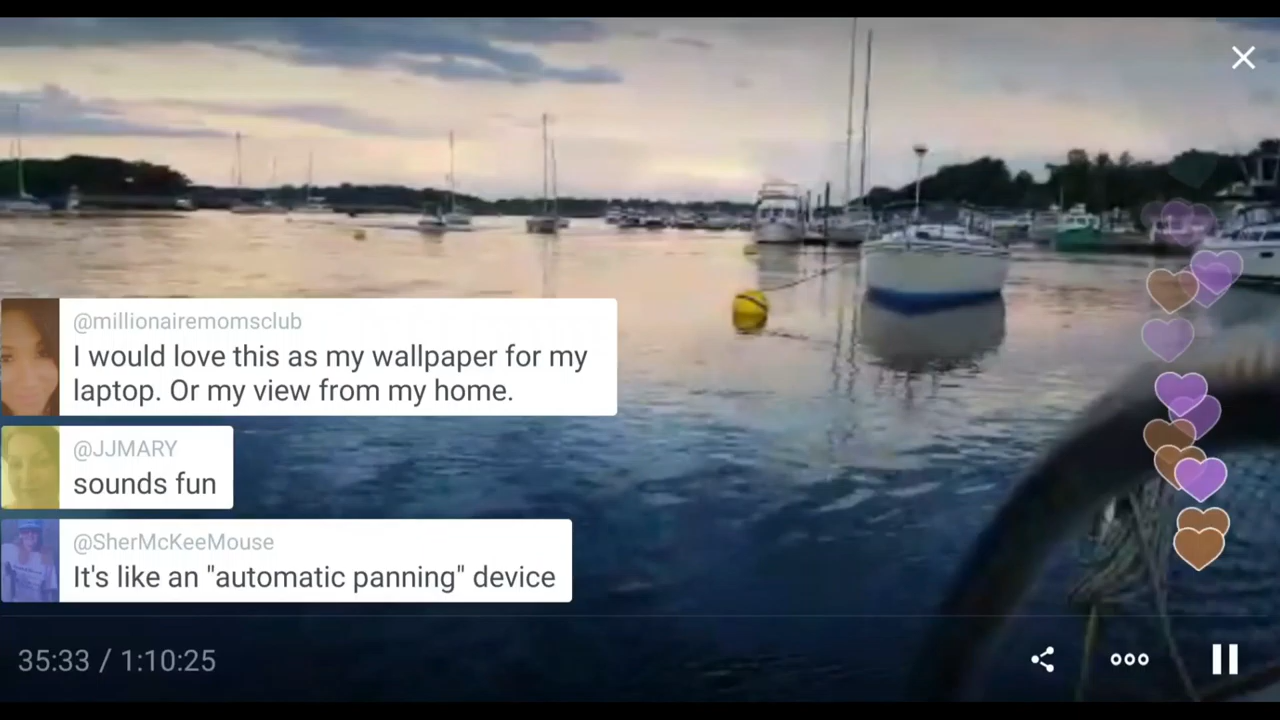 @millionairemomsclub
I would love this as my wallpaper for my
laptop. Or my view from my home.
@JJMARY
sounds fun
@SherMcKeeMouse
It's like an "automatic panning" device
35:33 / 1:10:25